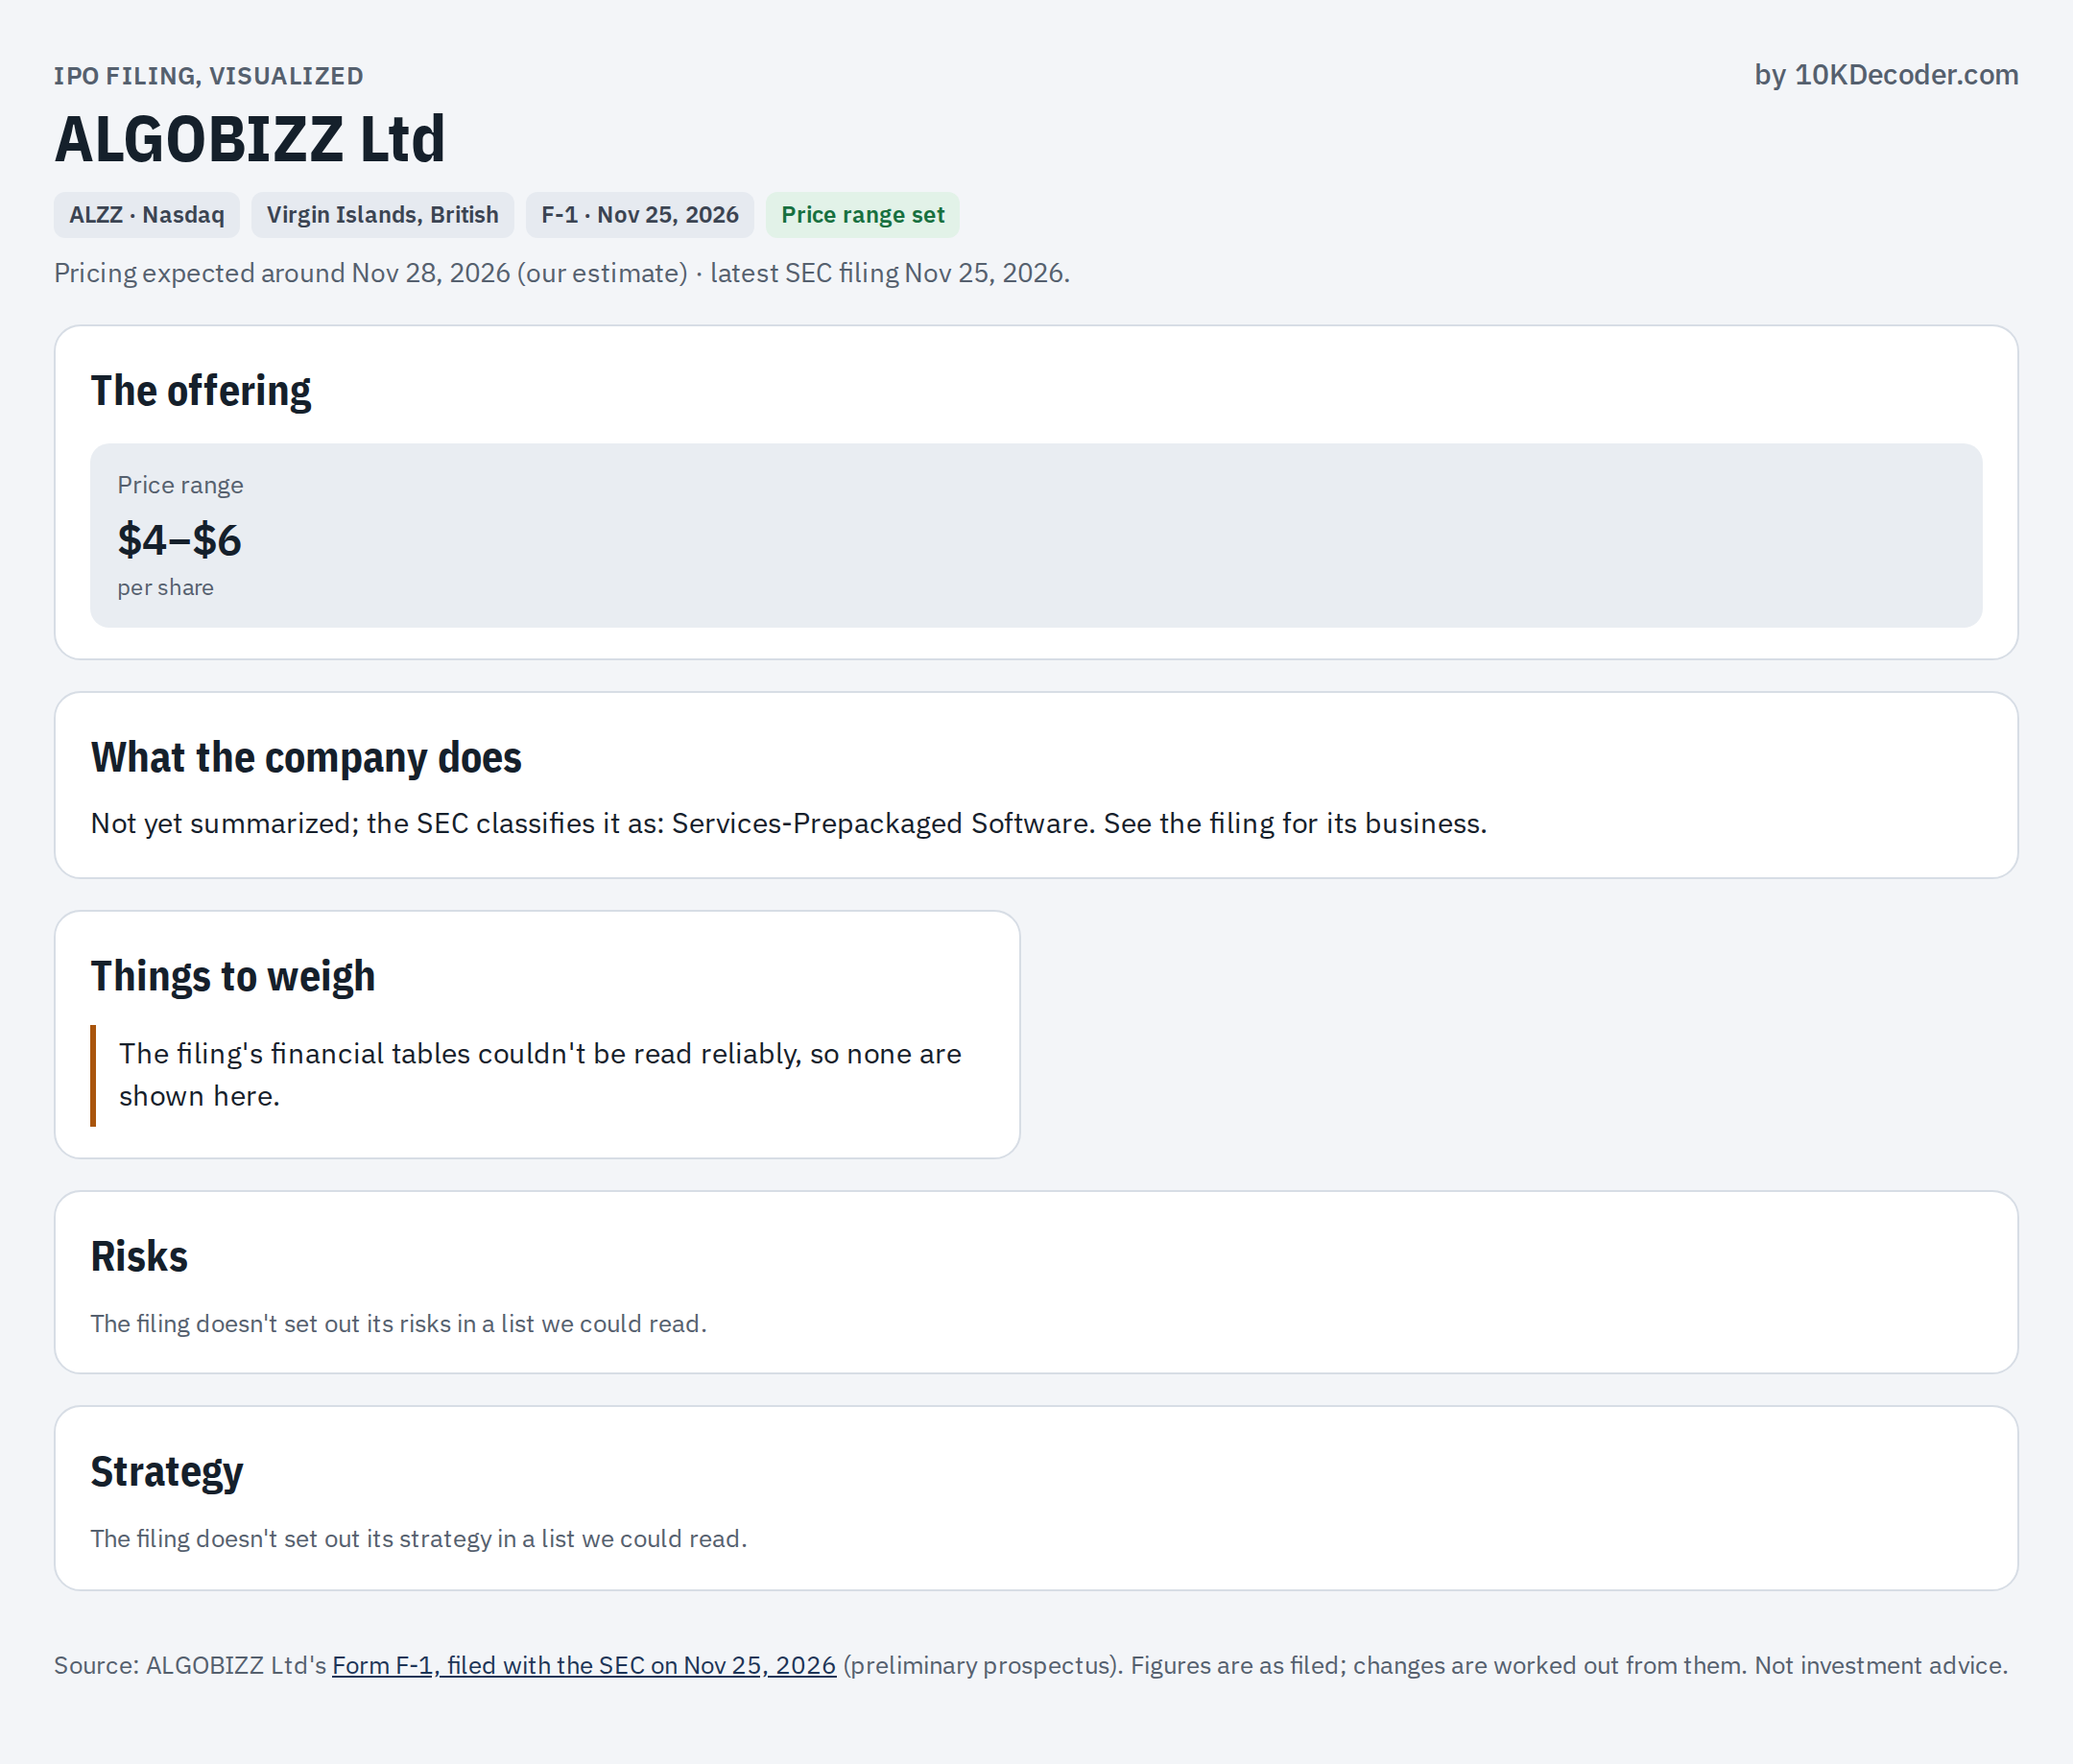 IPO FILING, VISUALIZED
by 10KDecoder.com
ALGOBIZZ Ltd
ALZZ · Nasdaq
Virgin Islands, British
F-1 · Nov 25, 2026
Price range set
Pricing expected around Nov 28, 2026 (our estimate) · latest SEC filing Nov 25, 2026.
The offering
Price range
$4–$6
per share
What the company does
Not yet summarized; the SEC classifies it as: Services-Prepackaged Software. See the filing for its business.
Things to weigh
The filing's financial tables couldn't be read reliably, so none are
shown here.
Risks
The filing doesn't set out its risks in a list we could read.
Strategy
The filing doesn't set out its strategy in a list we could read.
Source: ALGOBIZZ Ltd's Form F-1, filed with the SEC on Nov 25, 2026 (preliminary prospectus). Figures are as filed; changes are worked out from them. Not investment advice.